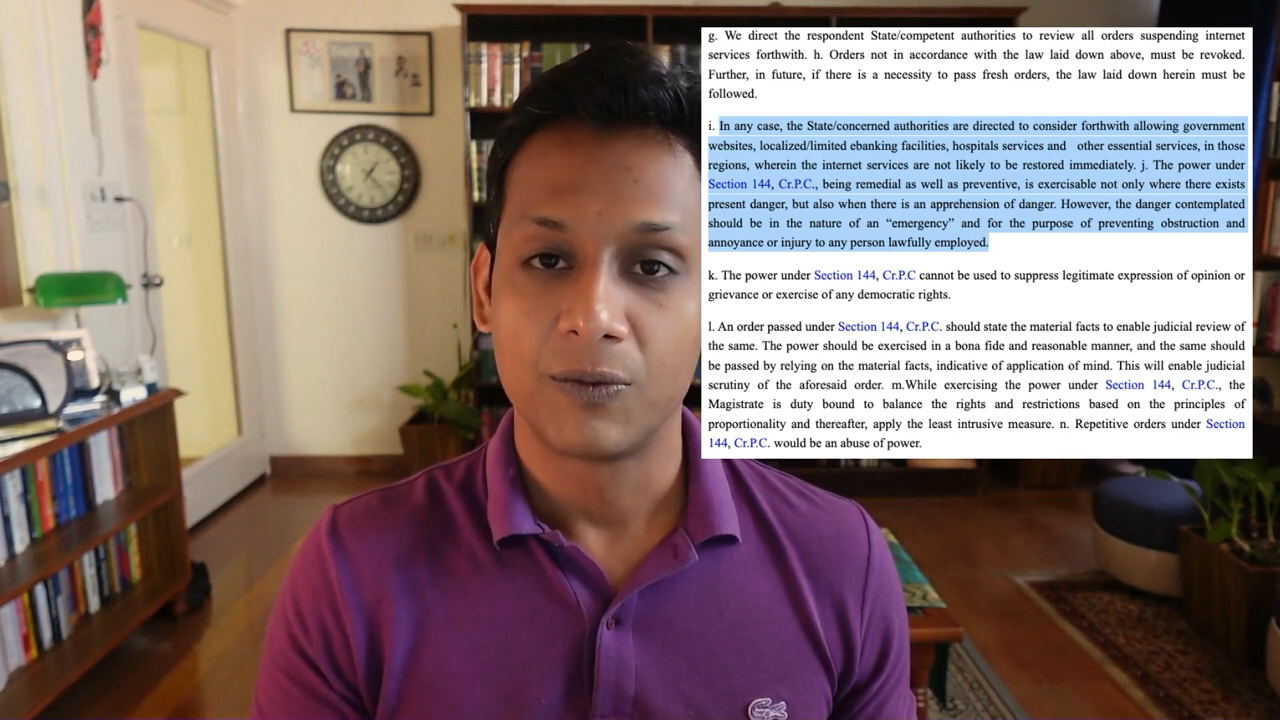 g. We direct the respondent State/competent authorities to review all orders suspending internet
services forthwith. h. Orders not in accordance with the law laid down above, must be revoked.
Further, in future, if there is a necessity to pass fresh orders, the law laid down herein must be
followed.
i. In any case, the State/concerned authorities are directed to consider forthwith allowing government
websites, localized/limited ebanking facilities, hospitals services and other essential services, in those
regions, wherein the internet services are not likely to be restored immediately. j. The power under
Section 144, Cr.P.C., being remedial as well as preventive, is exercisable not only where there exists
present danger, but also when there is an apprehension of danger. However, the danger contemplated
should be in the nature of an “emergency” and for the purpose of preventing obstruction and
annoyance or injury to any person lawfully employed.
k. The power under Section 144, Cr.P.C cannot be used to suppress legitimate expression of opinion or
grievance or exercise of any democratic rights.
l. An order passed under Section 144, Cr.P.C. should state the material facts to enable judicial review of
the same. The power should be exercised in a bona fide and reasonable manner, and the same should
be passed by relying on the material facts, indicative of application of mind. This will enable judicial
scrutiny of the aforesaid order. m.While exercising the power under Section 144, Cr.P.C., the
Magistrate is duty bound to balance the rights and restrictions based on the principles of
proportionality and thereafter, apply the least intrusive measure. n. Repetitive orders under Section
144, Cr.P.C. would be an abuse of power.